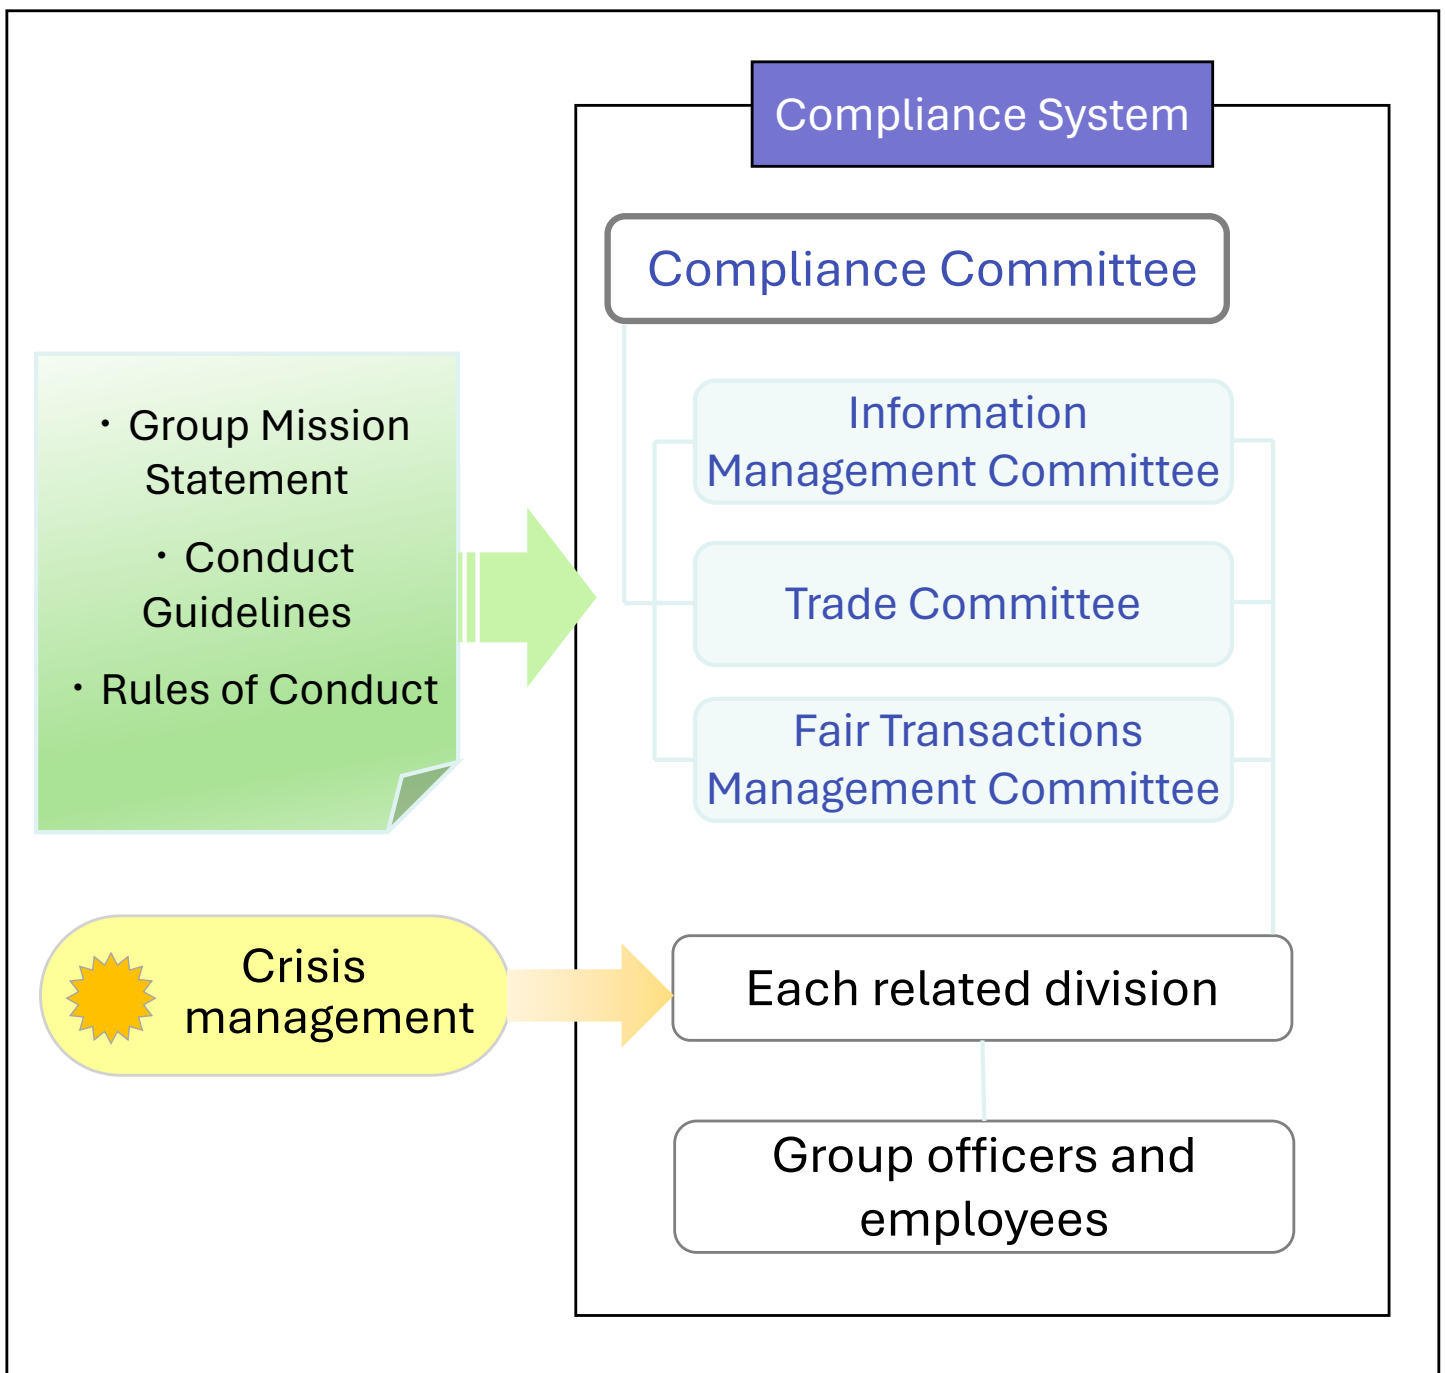 Compliance System
Compliance Committee
Information
Management Committee
Trade Committee
Fair Transactions
Management Committee
・Group Mission
Statement
・Conduct
Guidelines
・Rules of Conduct
Crisis
management
Each related division
Group officers and
employees